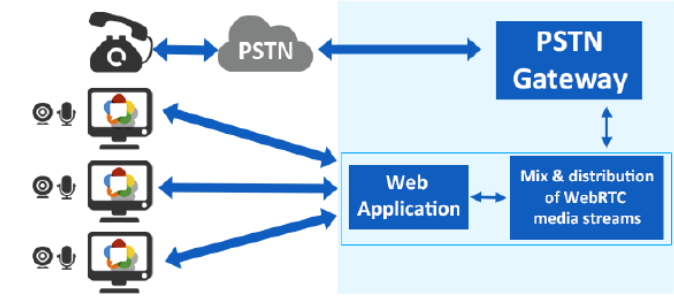 PSTN
PSTN
Gateway
Web
Application
Mix & distribution
of WebRTC
media streams